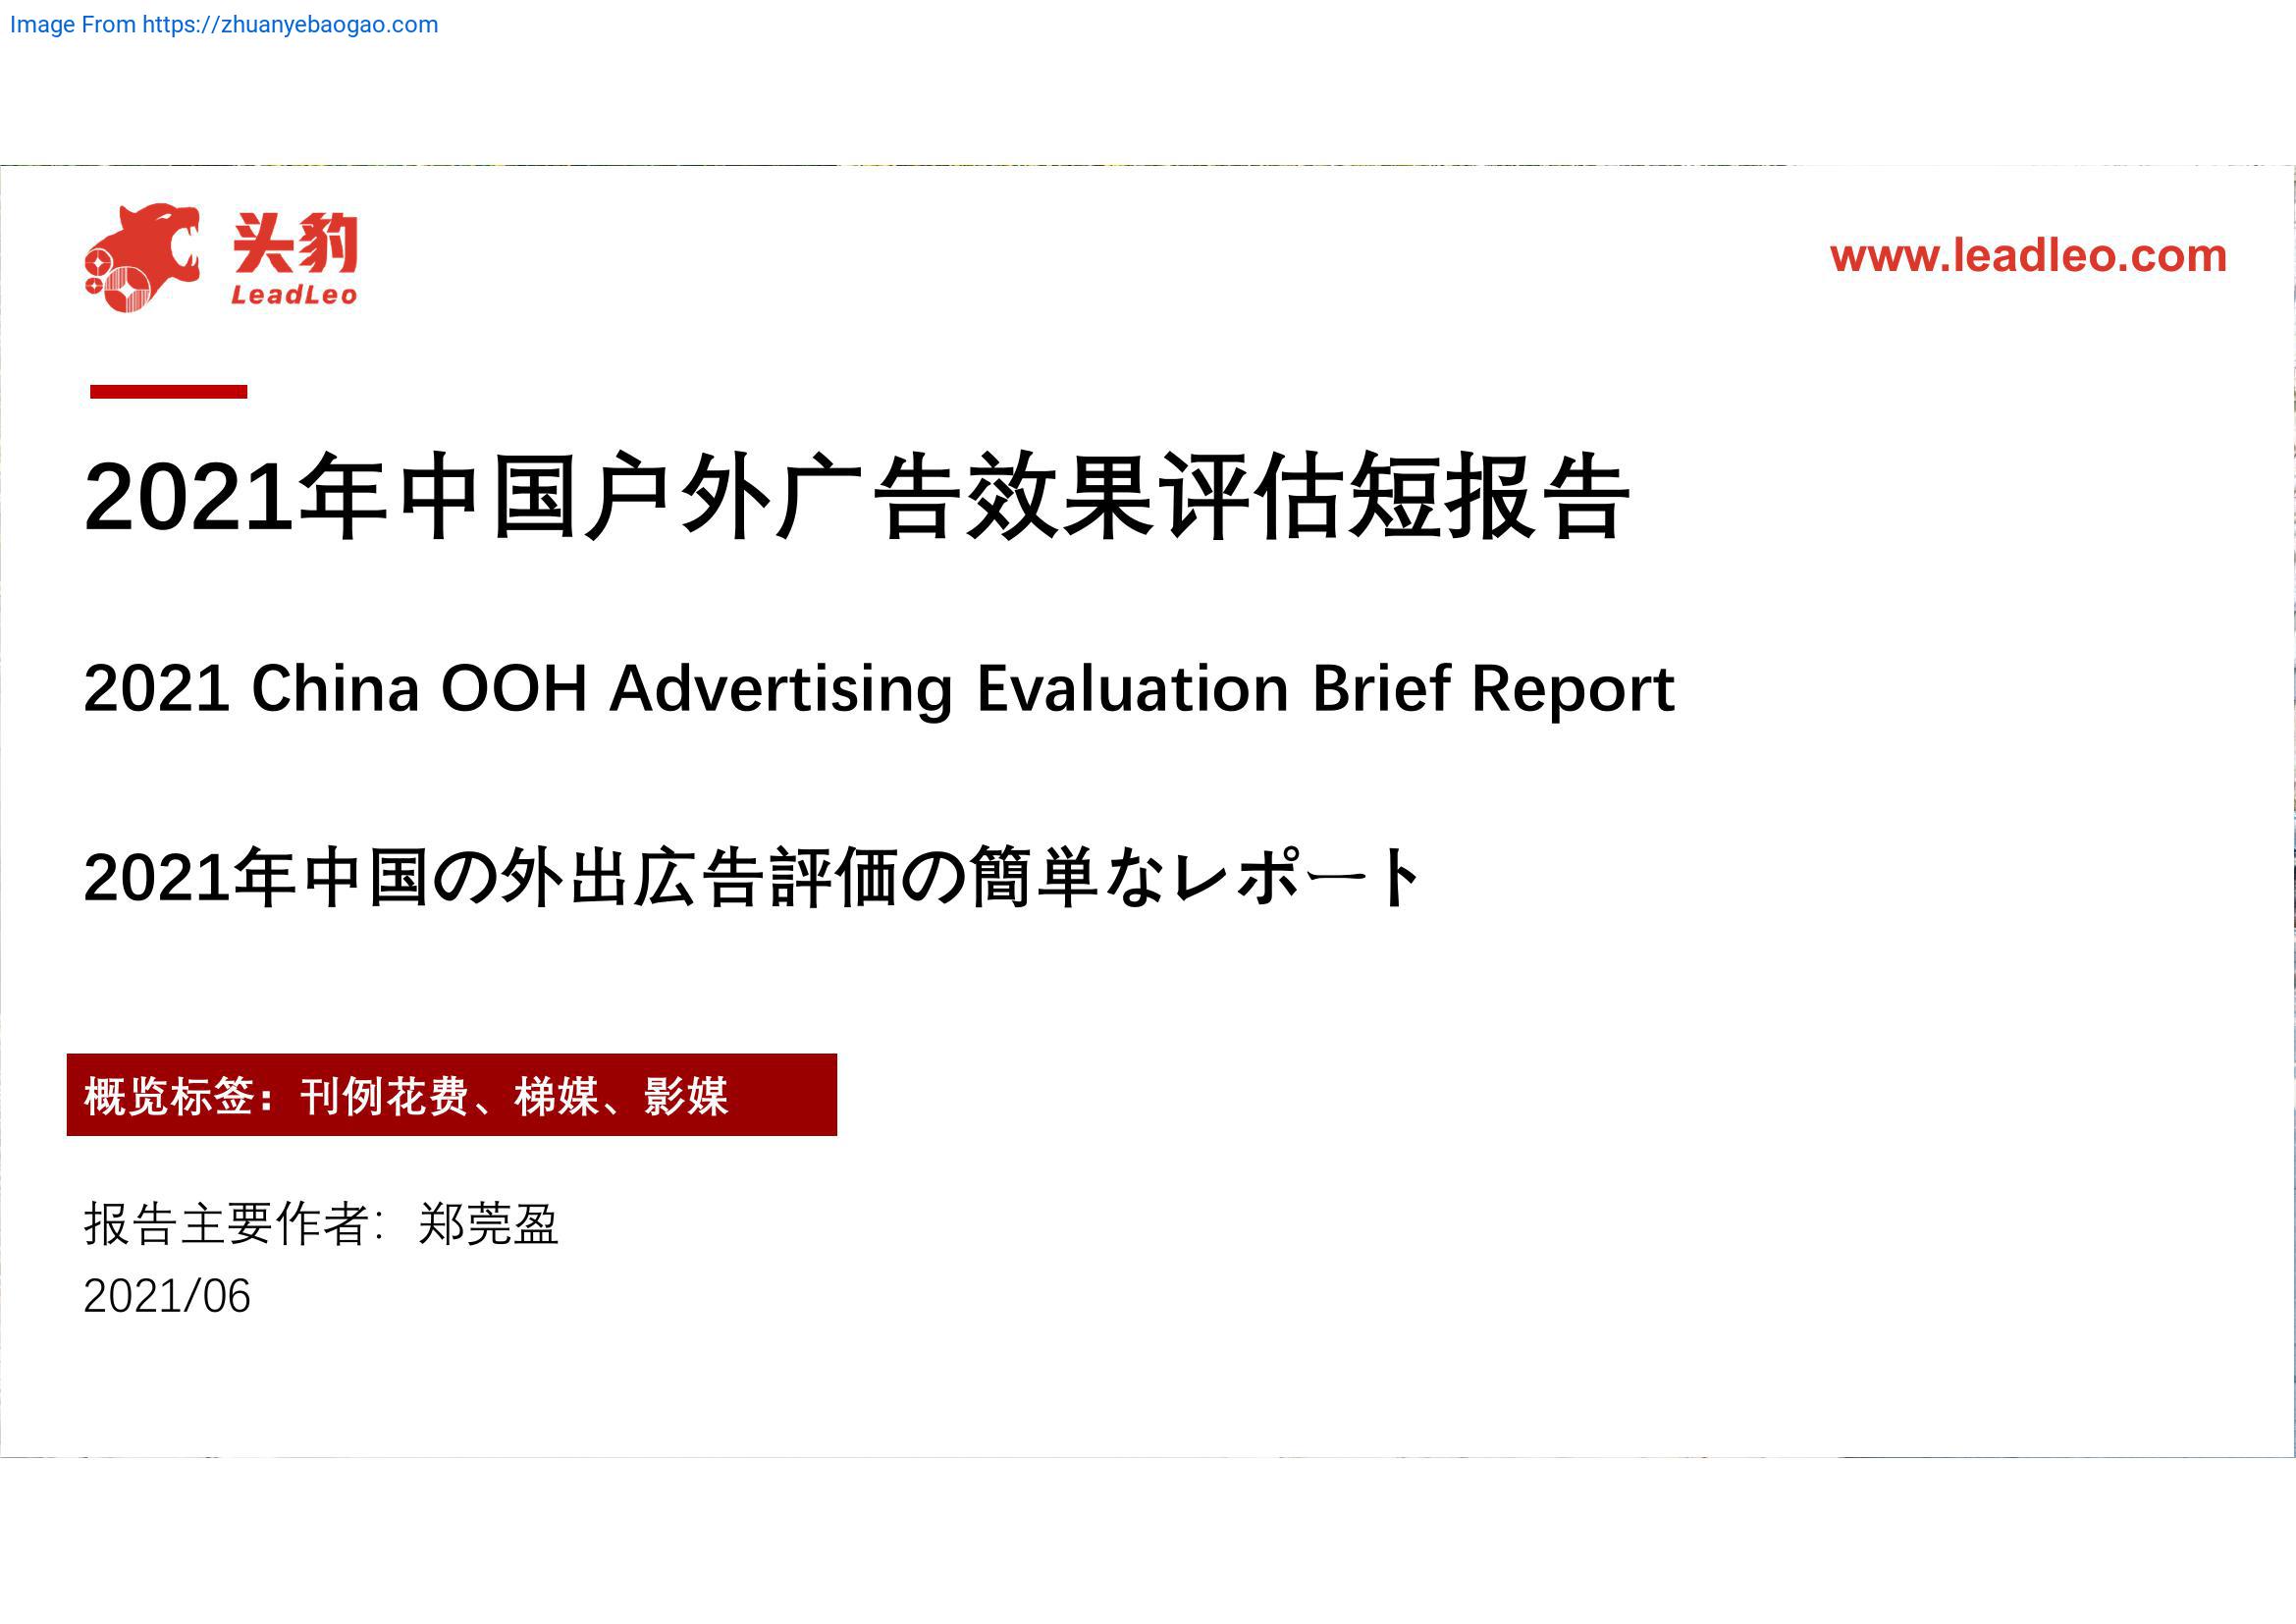 Image From https://zhuanyebaogao.com
头豹
LeadLeo
www.leadleo.com
2021年中国户外广告效果评估短报告
2021 China OOH Advertising Evaluation Brief Report
2021年中国の外出広告評価の簡単なレポート
概览标签：刊例花费、梯媒、影媒
报告主要作者： 郑莞盈
2021/06